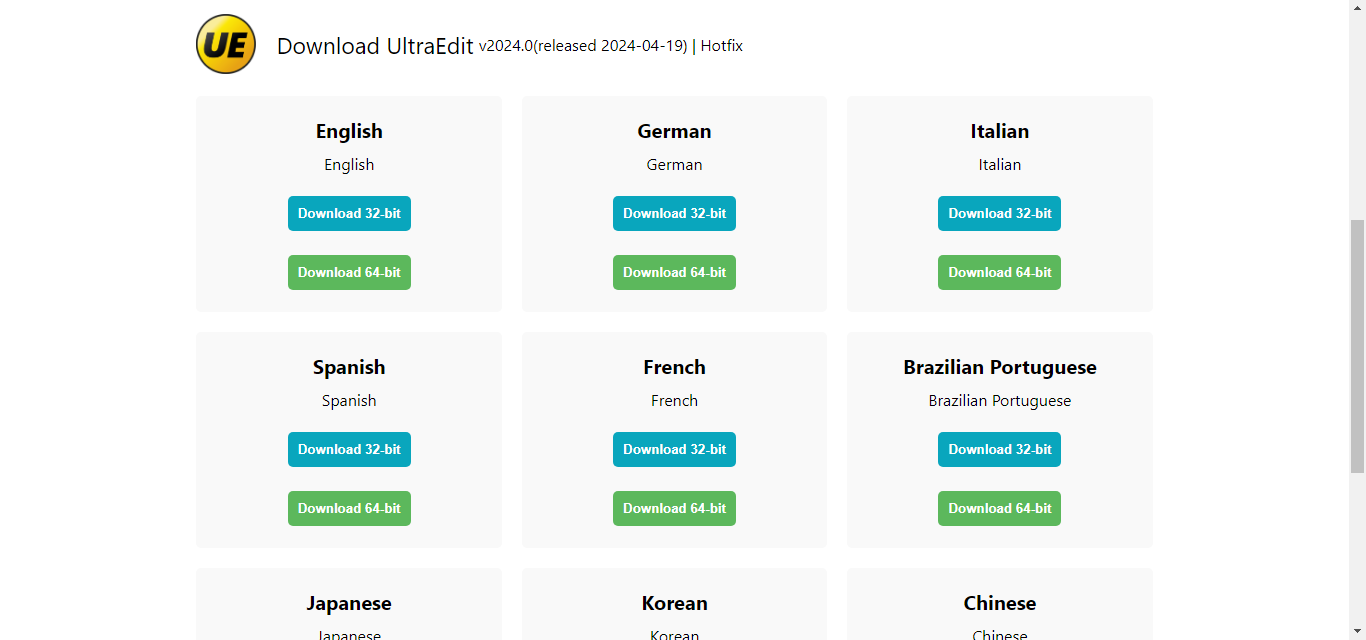 UE
Download UltraEdit v2024.0(released 2024-04-19) | Hotfix
English
English
Download 32-bit
Download 64-bit
German
German
Download 32-bit
Download 64-bit
Italian
Italian
Download 32-bit
Download 64-bit
Spanish
Spanish
Download 32-bit
Download 64-bit
French
French
Download 32-bit
Download 64-bit
Brazilian Portuguese
Brazilian Portuguese
Download 32-bit
Download 64-bit
Japanese
Japanese
Korean
Korean
Chinese
Chinese